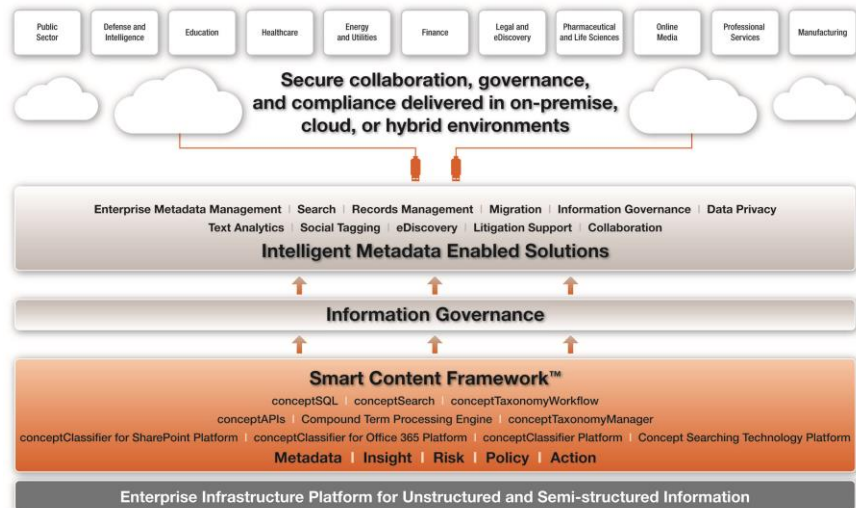 Public Sector
Defense and Intelligence
Education
Healthcare
Energy and Utilities
Finance
Legal and eDiscovery
Pharmaceutical and Life Sciences
Online Media
Professional Services
Manufacturing
Secure collaboration, governance,
and compliance delivered in on-premise,
cloud, or hybrid environments
Enterprise Metadata Management | Search | Records Management | Migration | Information Governance | Data Privacy
Text Analytics | Social Tagging | eDiscovery | Litigation Support | Collaboration
Intelligent Metadata Enabled Solutions
Information Governance
Smart Content Framework™
conceptSQL | conceptSearch | conceptTaxonomyWorkflow
conceptAPIs | Compound Term Processing Engine | conceptTaxonomyManager
conceptClassifier for SharePoint Platform | conceptClassifier for Office 365 Platform | conceptClassifier Platform | Concept Searching Technology Platform
Metadata | Insight | Risk | Policy | Action
Enterprise Infrastructure Platform for Unstructured and Semi-structured Information